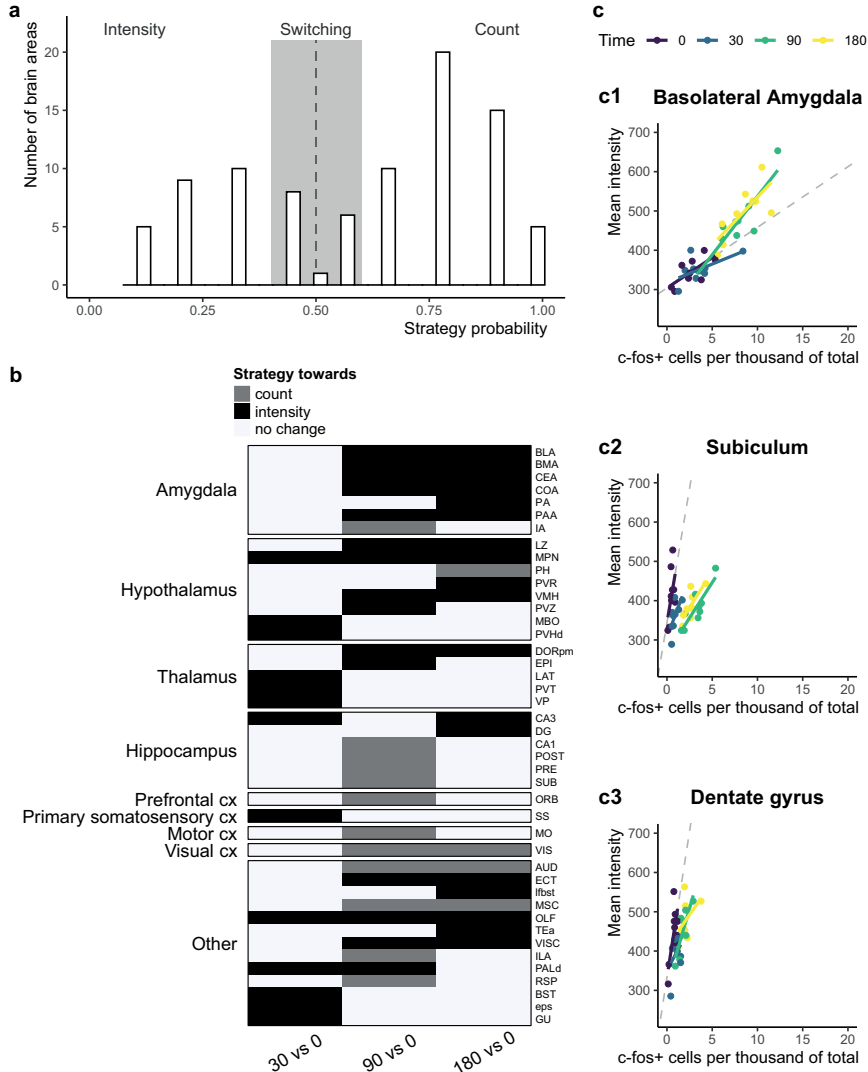 a
Intensity
Switching
Count
Number of brain areas
20
15
10
5
0
0.00
0.25
0.50
0.75
1.00
Strategy probability
b
Strategy towards
count
intensity
no change
Amygdala
BLA
BMA
CEA
COA
PA
PAA
IA
Hypothalamus
LZ
MPN
PH
PVR
VMH
PVZ
MBO
PVHd
Thalamus
DORpm
EPI
LAT
PVT
VP
Hippocampus
CA3
DG
CA1
POST
PRE
SUB
Prefrontal cx
ORB
Primary somatosensory cx
SS
Motor cx
MO
Visual cx
VIS
Other
AUD
ECT
lfbst
MSC
OLF
TEa
VISC
ILA
PALd
RSP
BST
eps
GU
30 vs 0
90 vs 0
180 vs 0
c
Time 0 30 90 180
c1 Basolateral Amygdala
Mean intensity
700
600
500
400
300
0 5 10 15 20
c-fos+ cells per thousand of total
c2 Subiculum
Mean intensity
700
600
500
400
300
0 5 10 15 20
c-fos+ cells per thousand of total
c3 Dentate gyrus
Mean intensity
700
600
500
400
300
0 5 10 15 20
c-fos+ cells per thousand of total